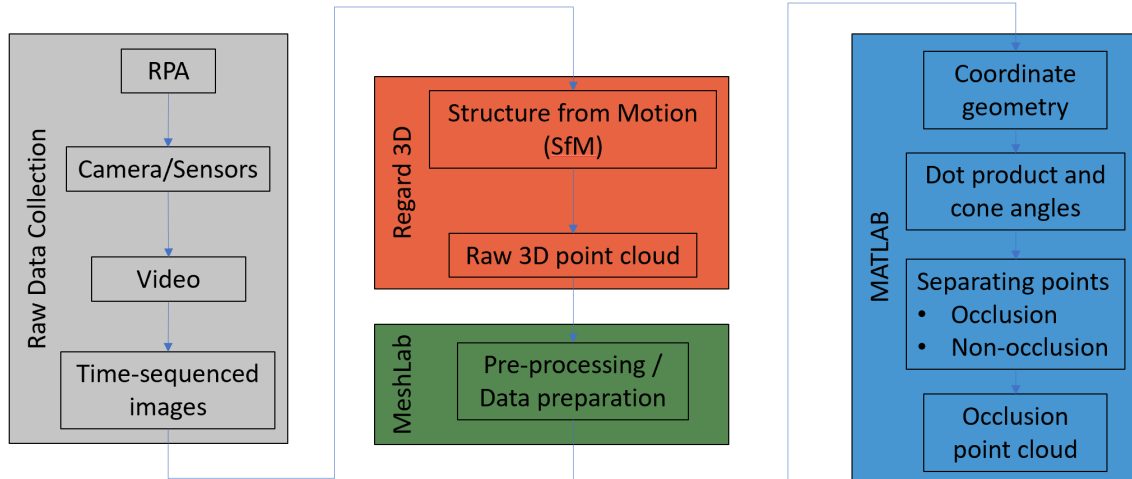 Raw Data Collection
RPA
Camera/Sensors
Video
Time-sequenced
images
Regard 3D
Structure from Motion
(SfM)
Raw 3D point cloud
MeshLab
Pre-processing /
Data preparation
MATLAB
Coordinate
geometry
Dot product and
cone angles
Separating points
• Occlusion
• Non-occlusion
Occlusion
point cloud